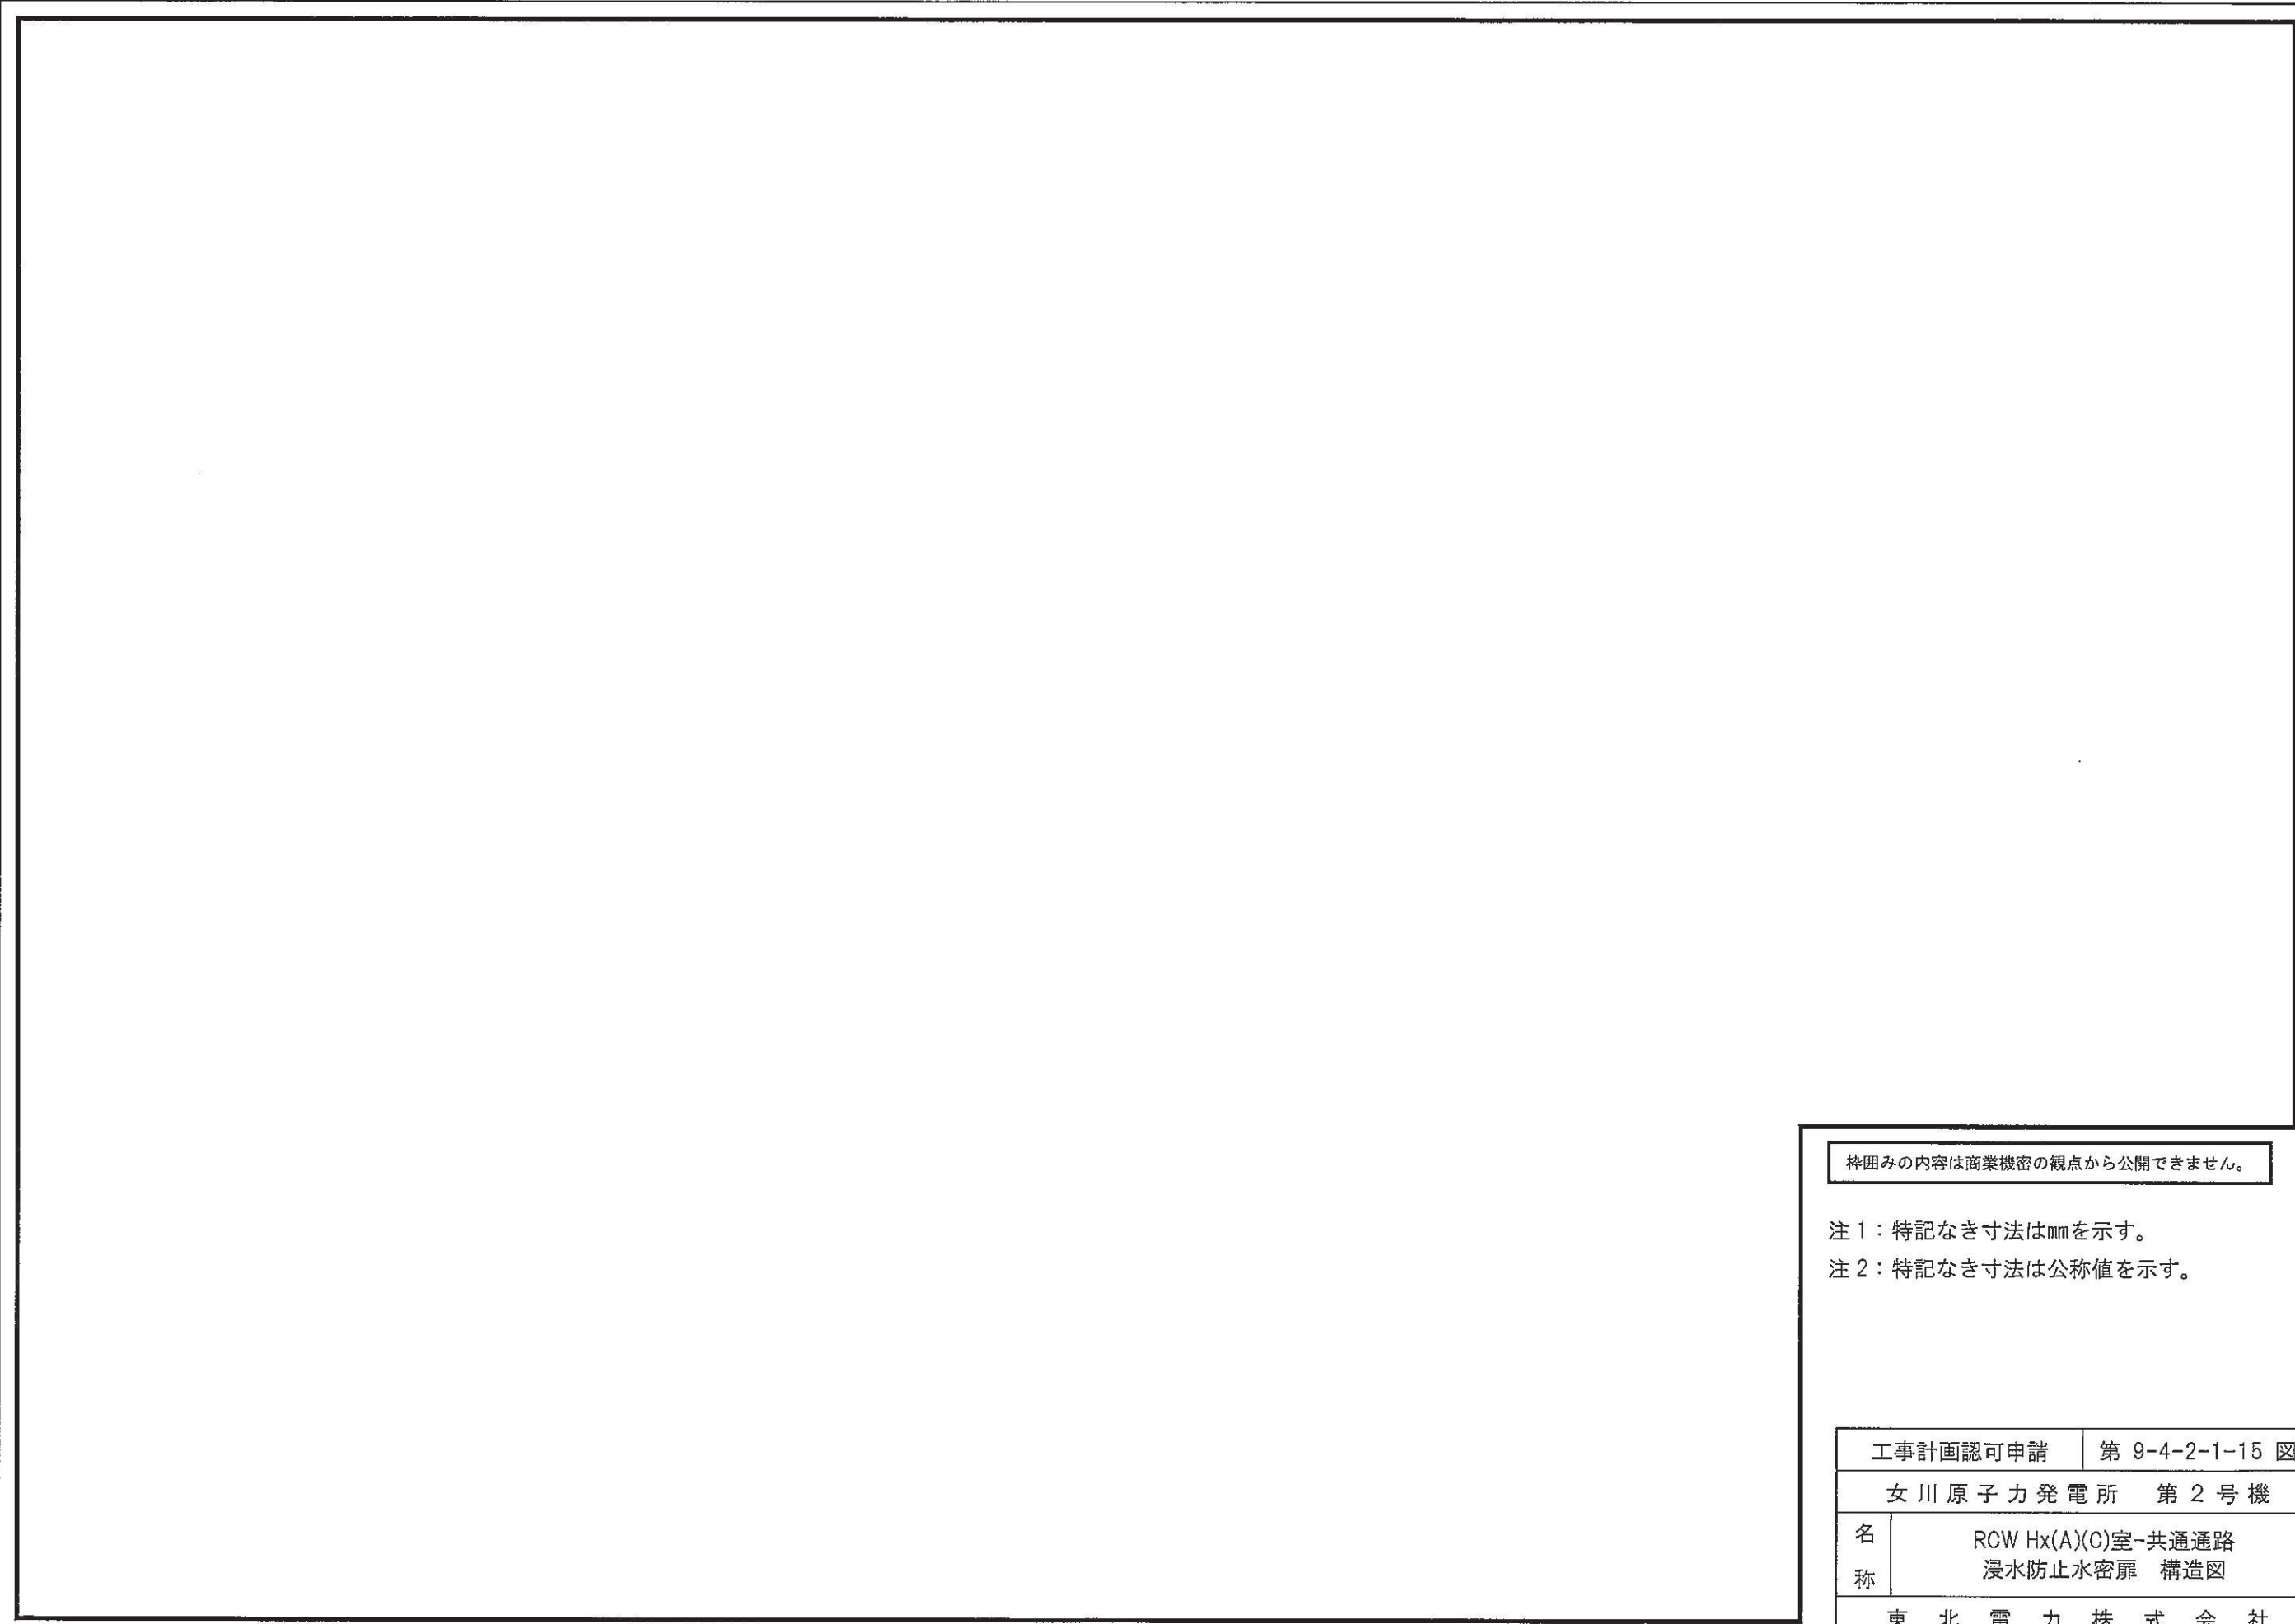 枠囲みの内容は商業機密の観点から公開できません。
注1：特記なき寸法は㎜を示す。
注2：特記なき寸法は公称値を示す。
工事計画認可申請 第 9-4-2-1-15 図
女川原子力発電所 第2号機
名称 RCW Hx(A)(C)室-共通通路
浸水防止水密扉 構造図
東北電力株式会社